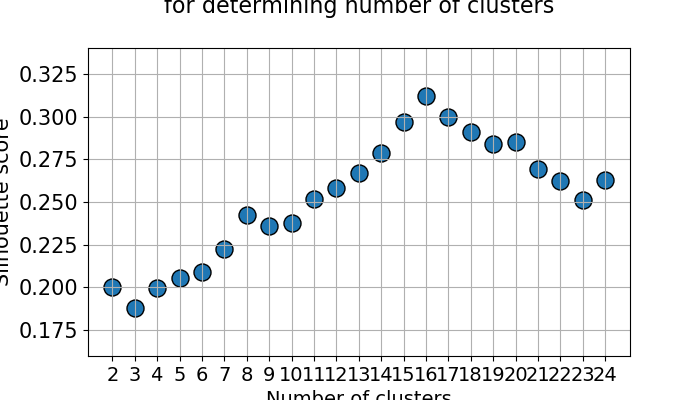 for determining number of clusters
0.325
0.300
0.275
0.250
0.225
0.200
0.175
Silhouette score
2 3 4 5 6 7 8 9 10 11 12 13 14 15 16 17 18 19 20 21 22 23 24
Number of clusters